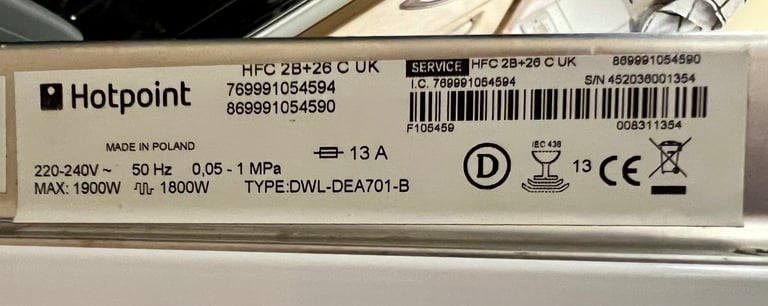 Hotpoint
HFC 2B+26 C UK
769991054594
869991054590
MADE IN POLAND
220-240V ~ 50 Hz 0,05 - 1 MPa
13 A
MAX: 1900W 1800W TYPE:DWL-DEA701-B
SERVICE HFC 2B+26 C UK 869991054590
I.C. 769991054594 S/N 452036001354
F105459 008311354
D
IEC 436
13 CE